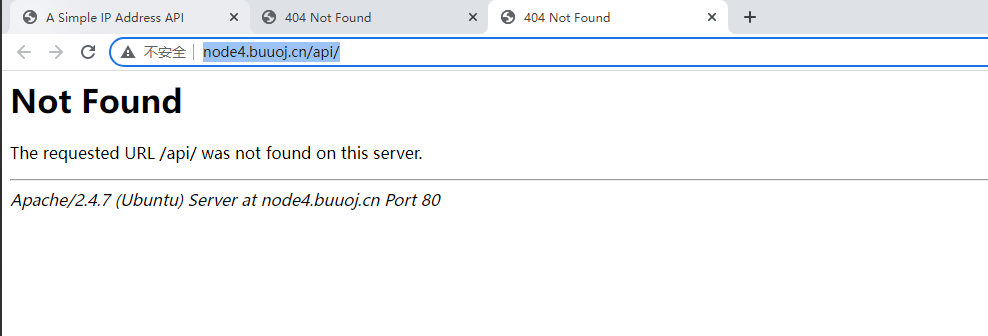 A Simple IP Address API
404 Not Found
404 Not Found
不安全
node4.buuoj.cn/api/
Not Found
The requested URL /api/ was not found on this server.
Apache/2.4.7 (Ubuntu) Server at node4.buuoj.cn Port 80